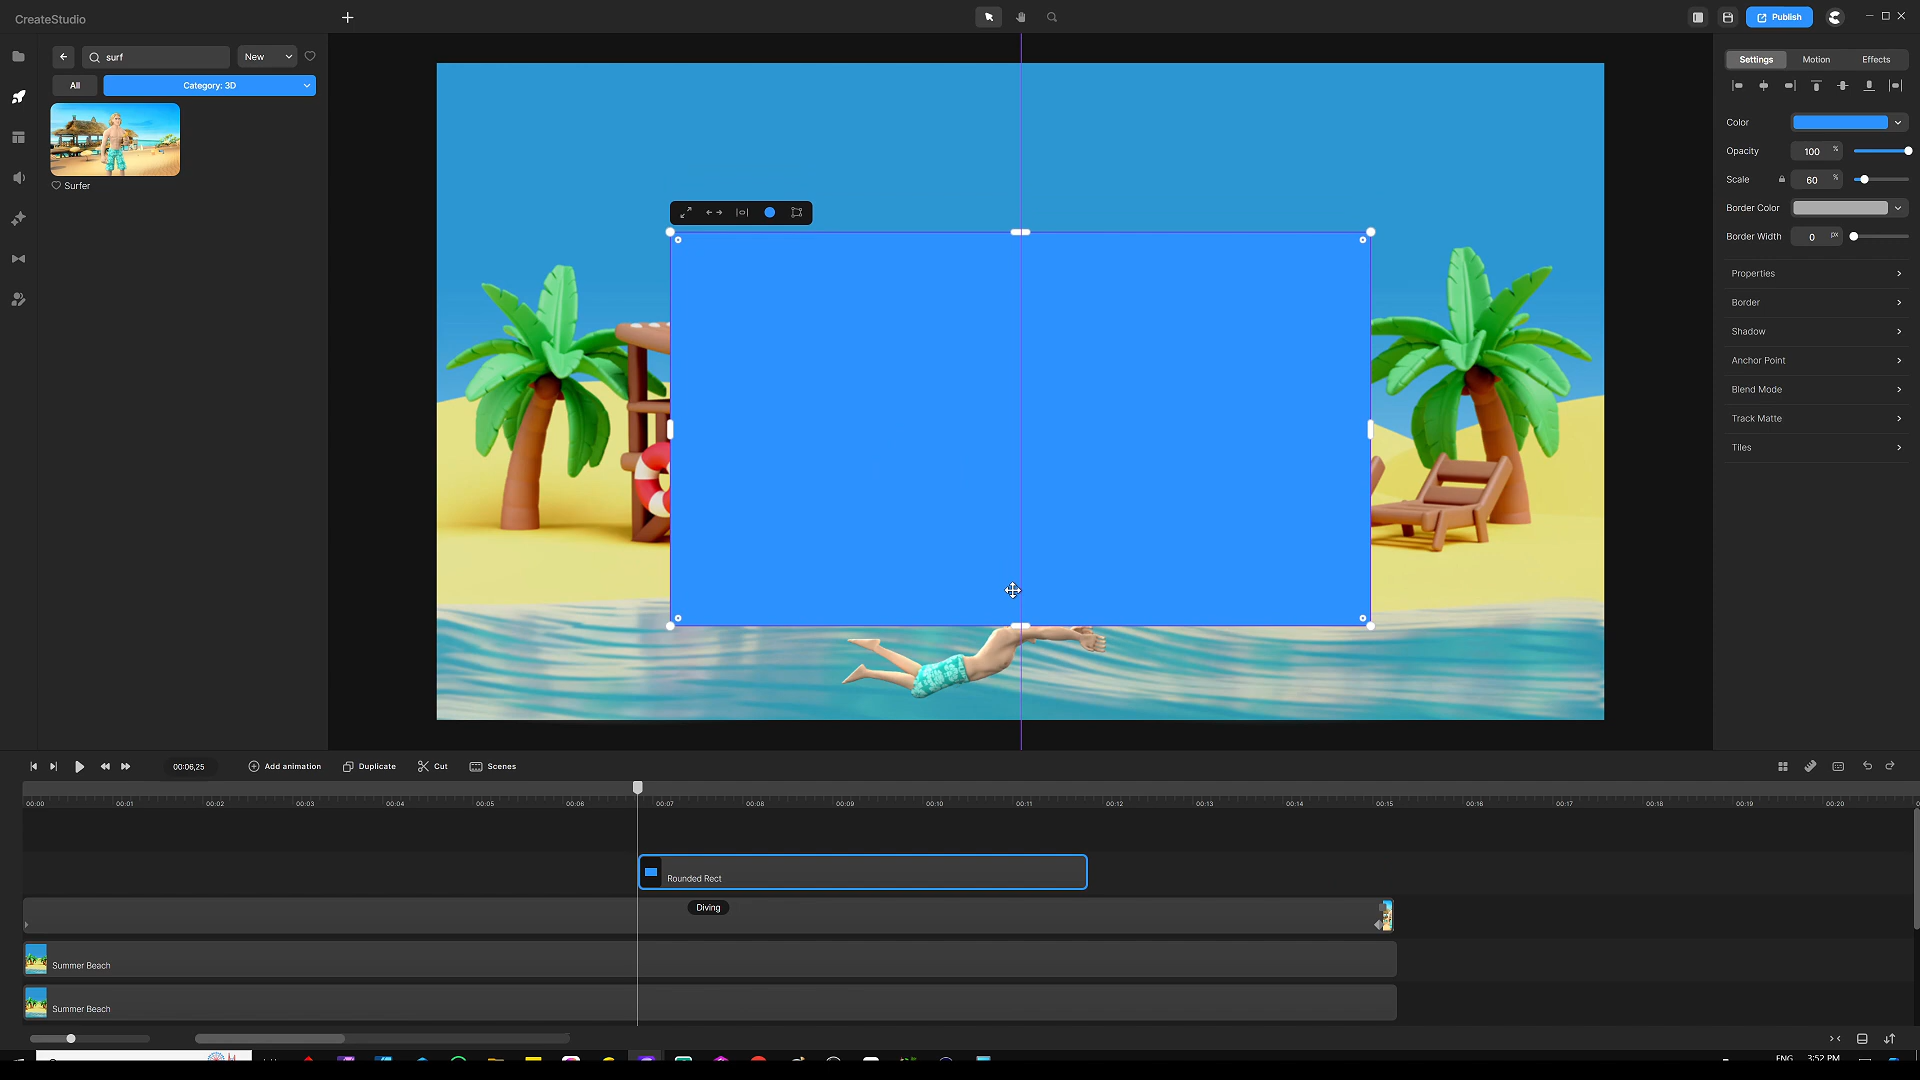 CreateStudio
Publish
surf
New
All
Category: 3D
Surfer
Settings
Motion
Effects
Color
Opacity
100
%
Scale
60
%
Border Color
Border Width
0
px
Properties
Border
Shadow
Anchor Point
Blend Mode
Track Matte
Tiles
00:06,25
Add animation
Duplicate
Cut
Scenes
00:00
00:01
00:02
00:03
00:04
00:05
00:06
00:07
00:08
00:09
00:10
00:11
00:12
00:13
00:14
00:15
00:16
00:17
00:18
00:19
00:20
Rounded Rect
Diving
Summer Beach
Summer Beach
ENG
3:52 PM